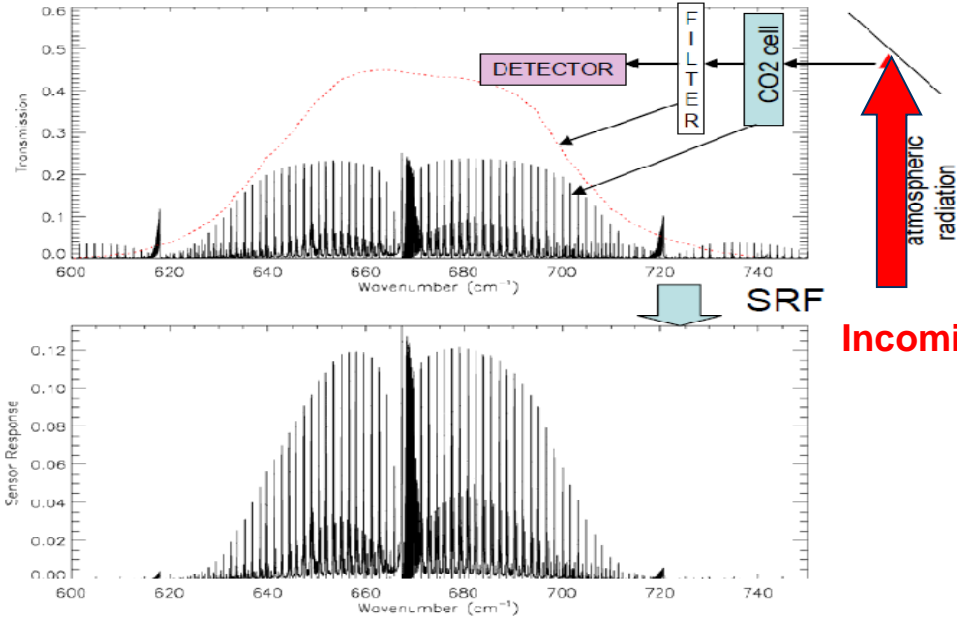 0.6
0.5
0.4
0.3
0.2
0.1
0.0
Transmission
600
620
640
660
680
700
720
740
Wavenumber (cm⁻¹)
DETECTOR
FILTER
CO2 cell
atmospheric
radiation
SRF
Incomi
0.12
0.10
0.08
0.06
0.04
0.02
0.00
Sensor Response
600
620
640
660
680
700
720
740
Wavenumber (cm⁻¹)